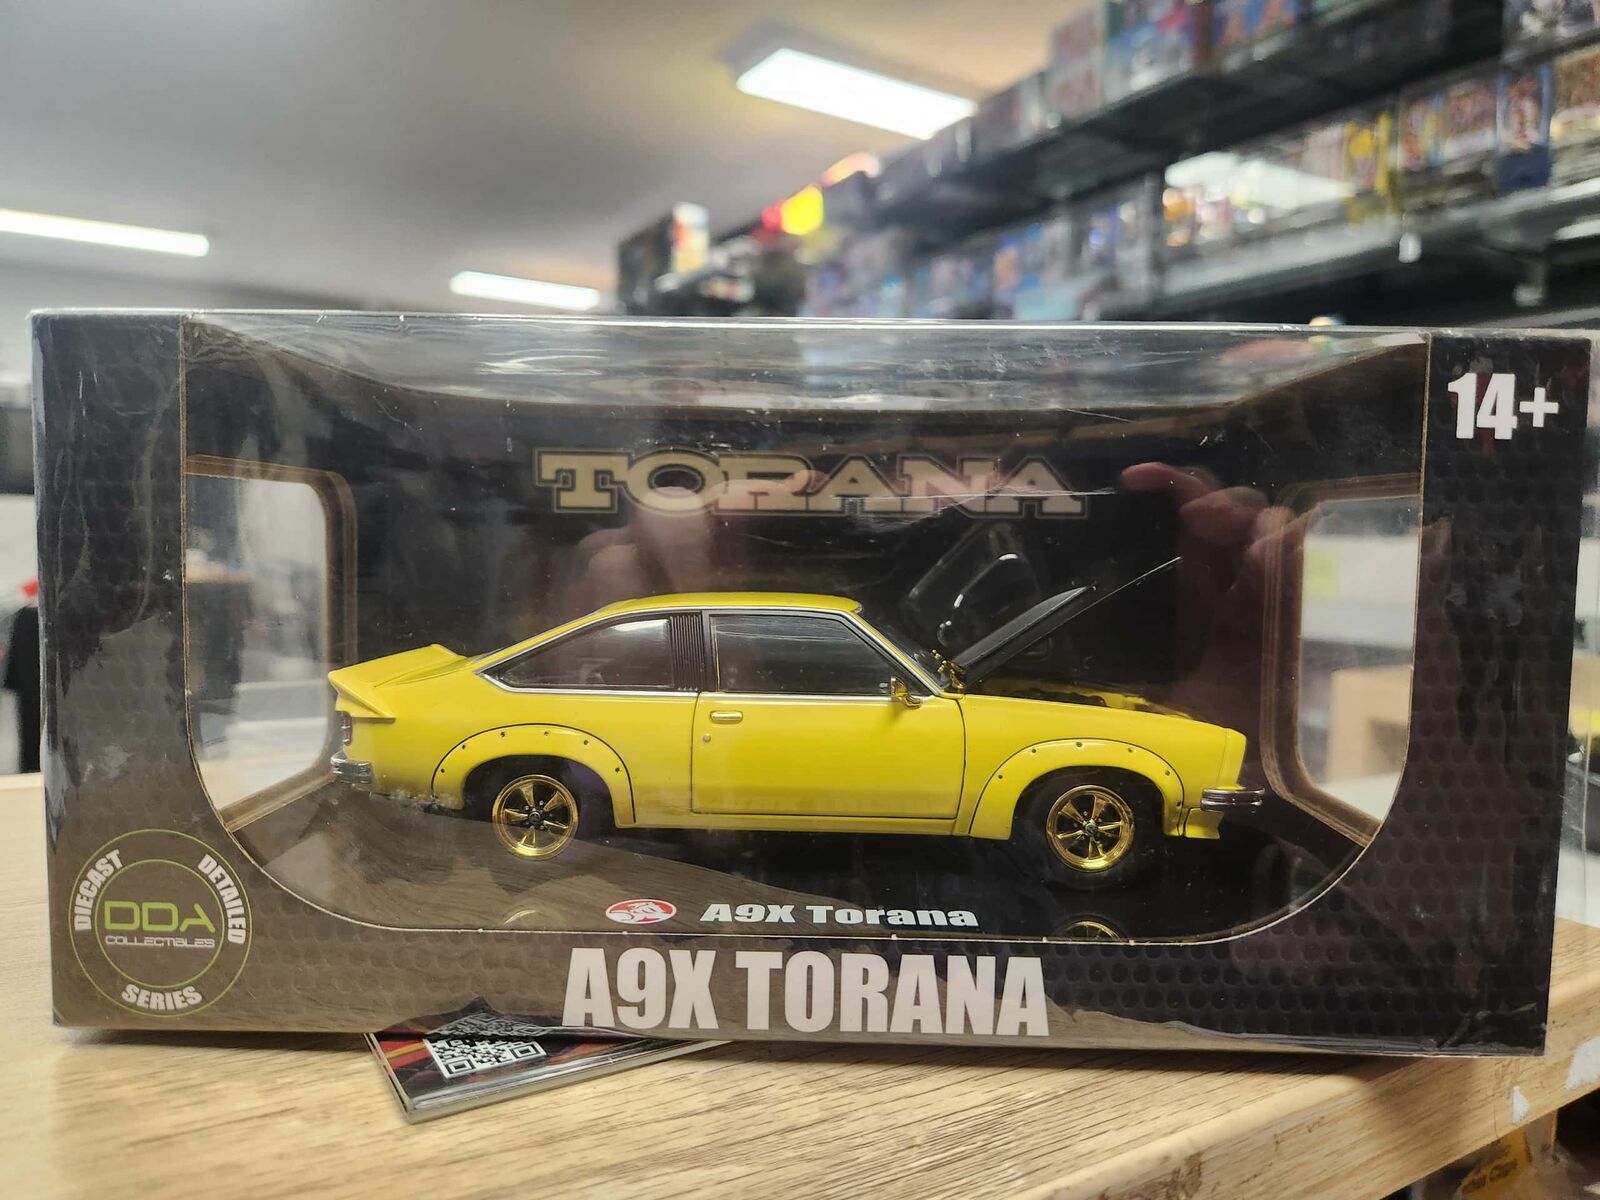 14+
TORANA
DIECAST
DETAILED
DDA
COLLECTIBLES
SERIES
A9X Torana
A9X TORANA